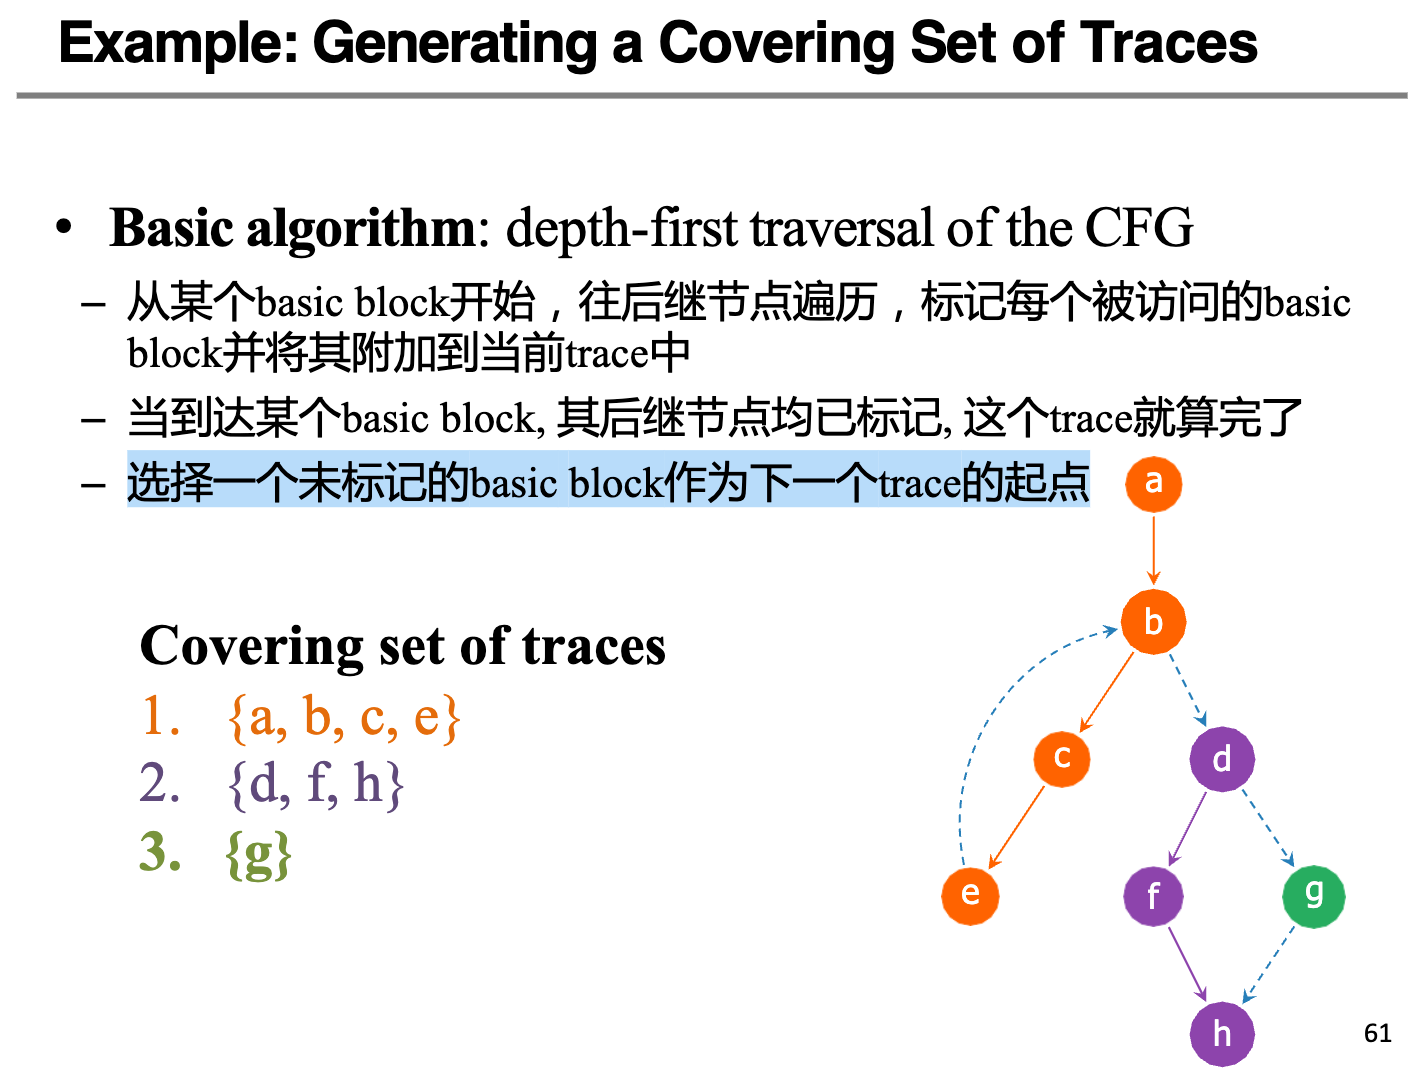 Example: Generating a Covering Set of Traces
• Basic algorithm: depth-first traversal of the CFG
– 从某个basic block开始，往后继节点遍历，标记每个被访问的basic
block并将其附加到当前trace中
– 当到达某个basic block, 其后继节点均已标记, 这个trace就算完了
– 选择一个未标记的basic block作为下一个trace的起点
a
b
Covering set of traces
1. {a, b, c, e}
2. {d, f, h}
3. {g}
c
d
e
f
g
h
61